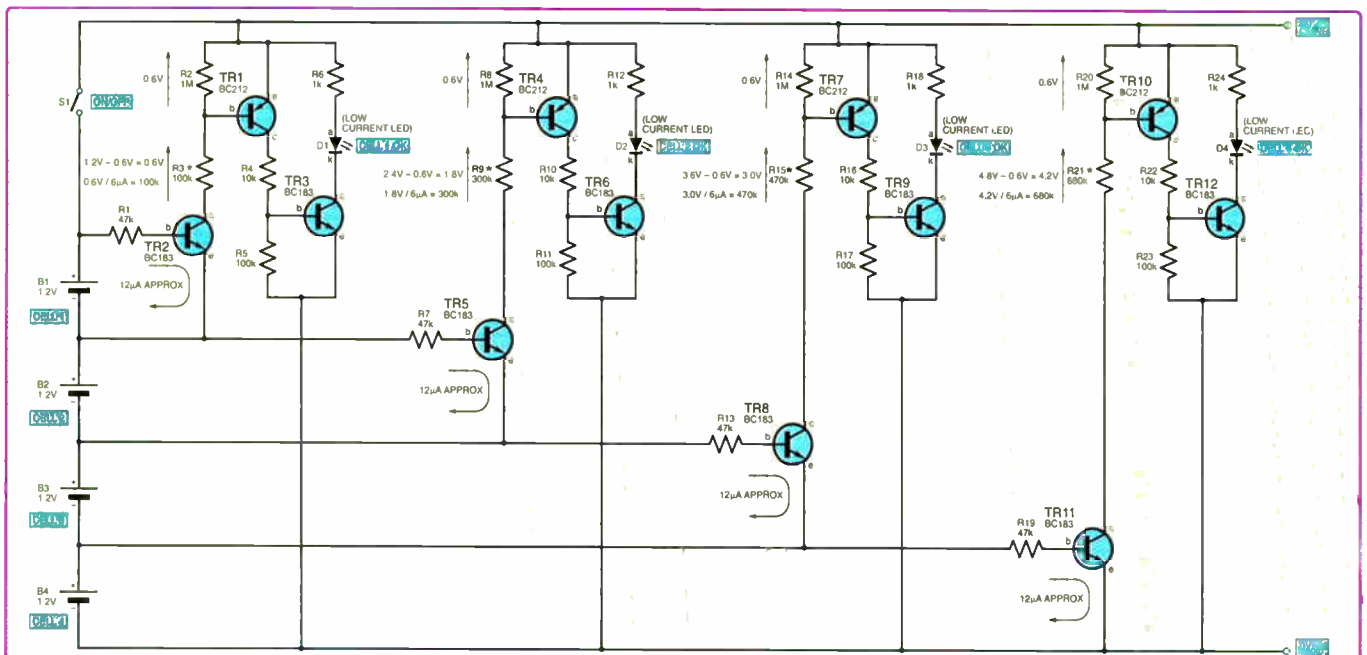 S1
ON/OFF
0.6V
R2
1M
TR1
BC212
b
e
c
R6
1k
(LOW
CURRENT LED)
a
D1
k
1.2V – 0.6V = 0.6V
0.6V / 6µA = 100k
R3*
100k
R4
10k
TR3
BC183
b
c
e
R1
47k
b
c
e
TR2
BC183
R5
100k
12µA APPROX
0.6V
R8
1M
TR4
BC212
b
e
c
R12
1k
(LOW
CURRENT LED)
a
D2
k
2.4V – 0.6V = 1.8V
1.8V / 6µA = 300k
R9*
300k
R10
10k
TR6
BC183
b
c
e
R11
100k
R7
47k
TR5
BC183
b
c
e
12µA APPROX
0.6V
R14
1M
TR7
BC212
b
e
c
R18
1k
(LOW
CURRENT LED)
a
D3
k
3.6V – 0.6V = 3.0V
3.0V / 6µA = 470k
R15*
470k
R16
10k
TR9
BC183
b
c
e
R17
100k
R13
47k
TR8
BC183
b
c
e
12µA APPROX
0.6V
R20
1M
TR10
BC212
b
e
c
R24
1k
(LOW
CURRENT LED)
a
D4
k
4.8V – 0.6V = 4.2V
4.2V / 6µA = 680k
R21*
680k
R22
10k
TR12
BC183
b
c
e
R23
100k
R19
47k
TR11
BC183
b
c
e
12µA APPROX
B1
1.2V
+
–
B2
1.2V
+
–
B3
1.2V
+
–
B4
1.2V
+
–